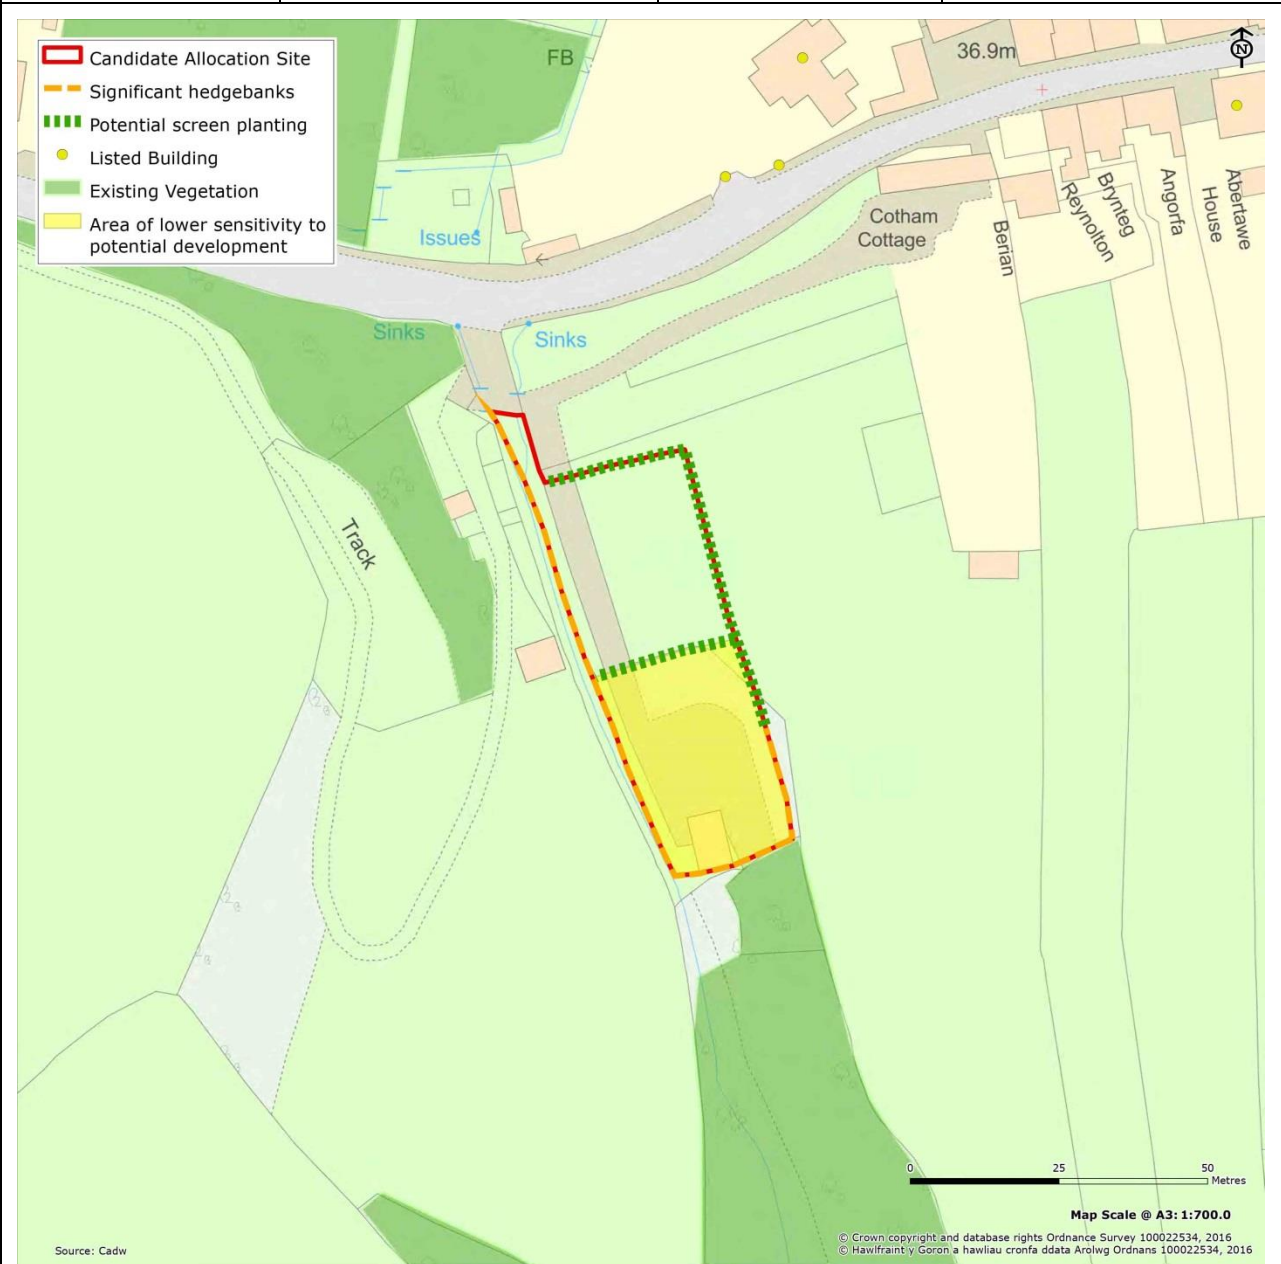 Candidate Allocation Site
Significant hedgebanks
Potential screen planting
Listed Building
Existing Vegetation
Area of lower sensitivity to
potential development
FB
36.9m
N
Issues
Cotham
Cottage
Berian
Reynolton
Brynteg
Angorfa
Abertawe
House
Sinks
Sinks
Track
0 25 50
Metres
Map Scale @ A3: 1:700.0
Source: Cadw
© Crown copyright and database rights Ordnance Survey 100022534, 2016
© Hawlfraint y Goron a hawliau cronfa ddata Arolwg Ordnans 100022534, 2016